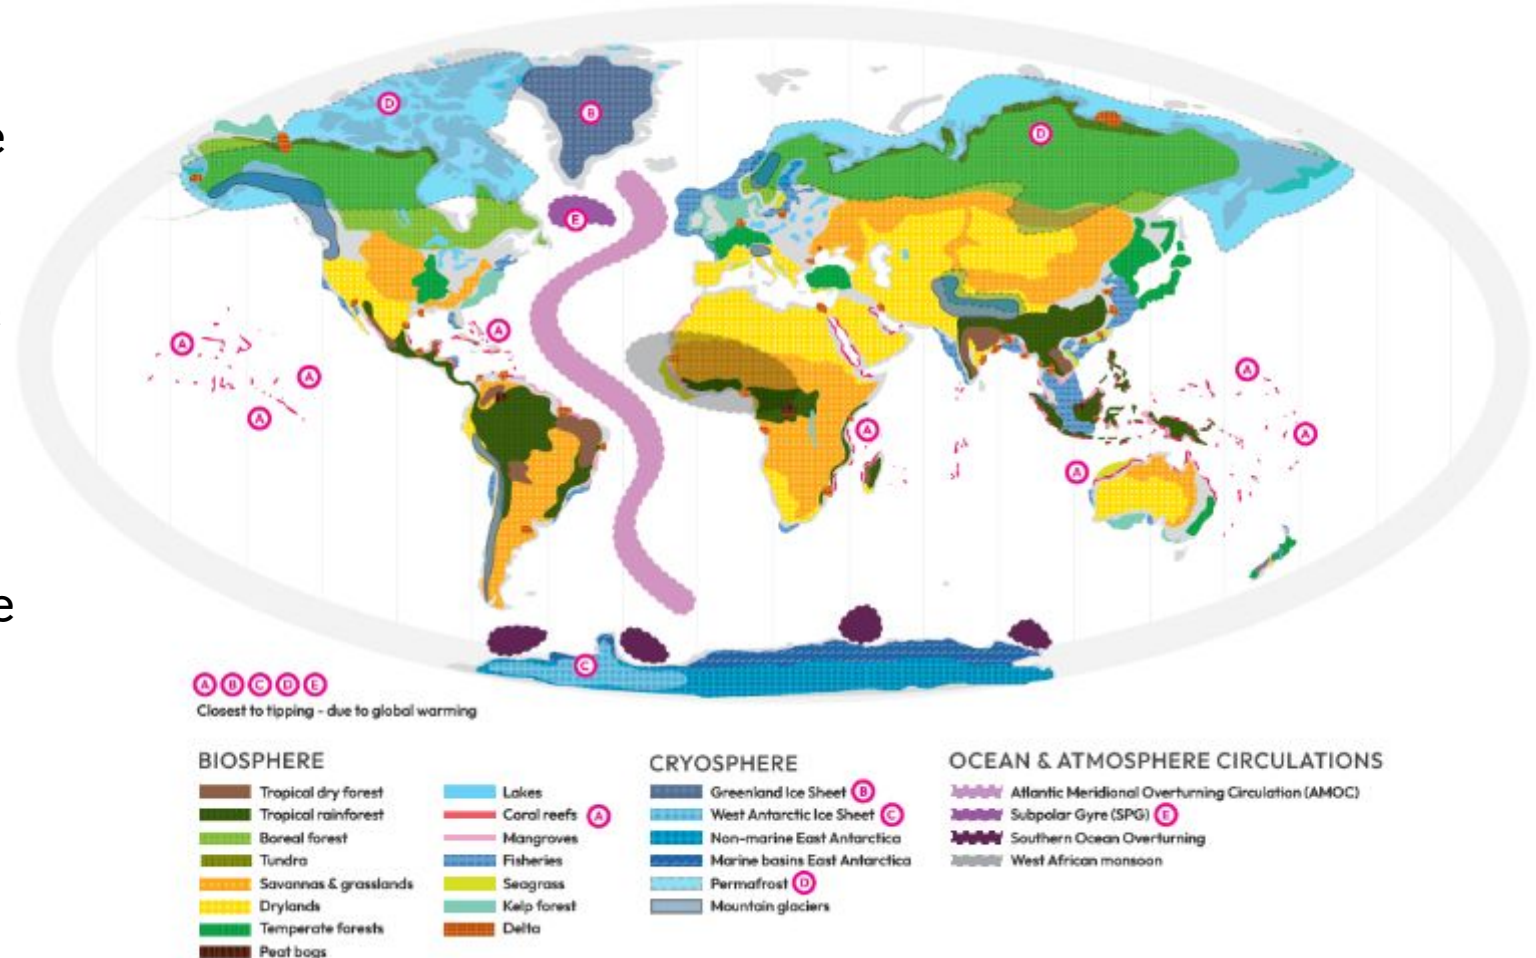 e
e
D
B
D
E
A
A
A
A
A
A
A
A
C
A B C D E
Closest to tipping - due to global warming
BIOSPHERE
Tropical dry forest
Tropical rainforest
Boreal forest
Tundra
Savannas & grasslands
Drylands
Temperate forests
Peat bogs
Lakes
Coral reefs A
Mangroves
Fisheries
Seagrass
Kelp forest
Delta
CRYOSPHERE
Greenland Ice Sheet B
West Antarctic Ice Sheet C
Non-marine East Antarctica
Marine basins East Antarctica
Permafrost D
Mountain glaciers
OCEAN & ATMOSPHERE CIRCULATIONS
Atlantic Meridional Overturning Circulation (AMOC)
Subpolar Gyre (SPG) E
Southern Ocean Overturning
West African monsoon